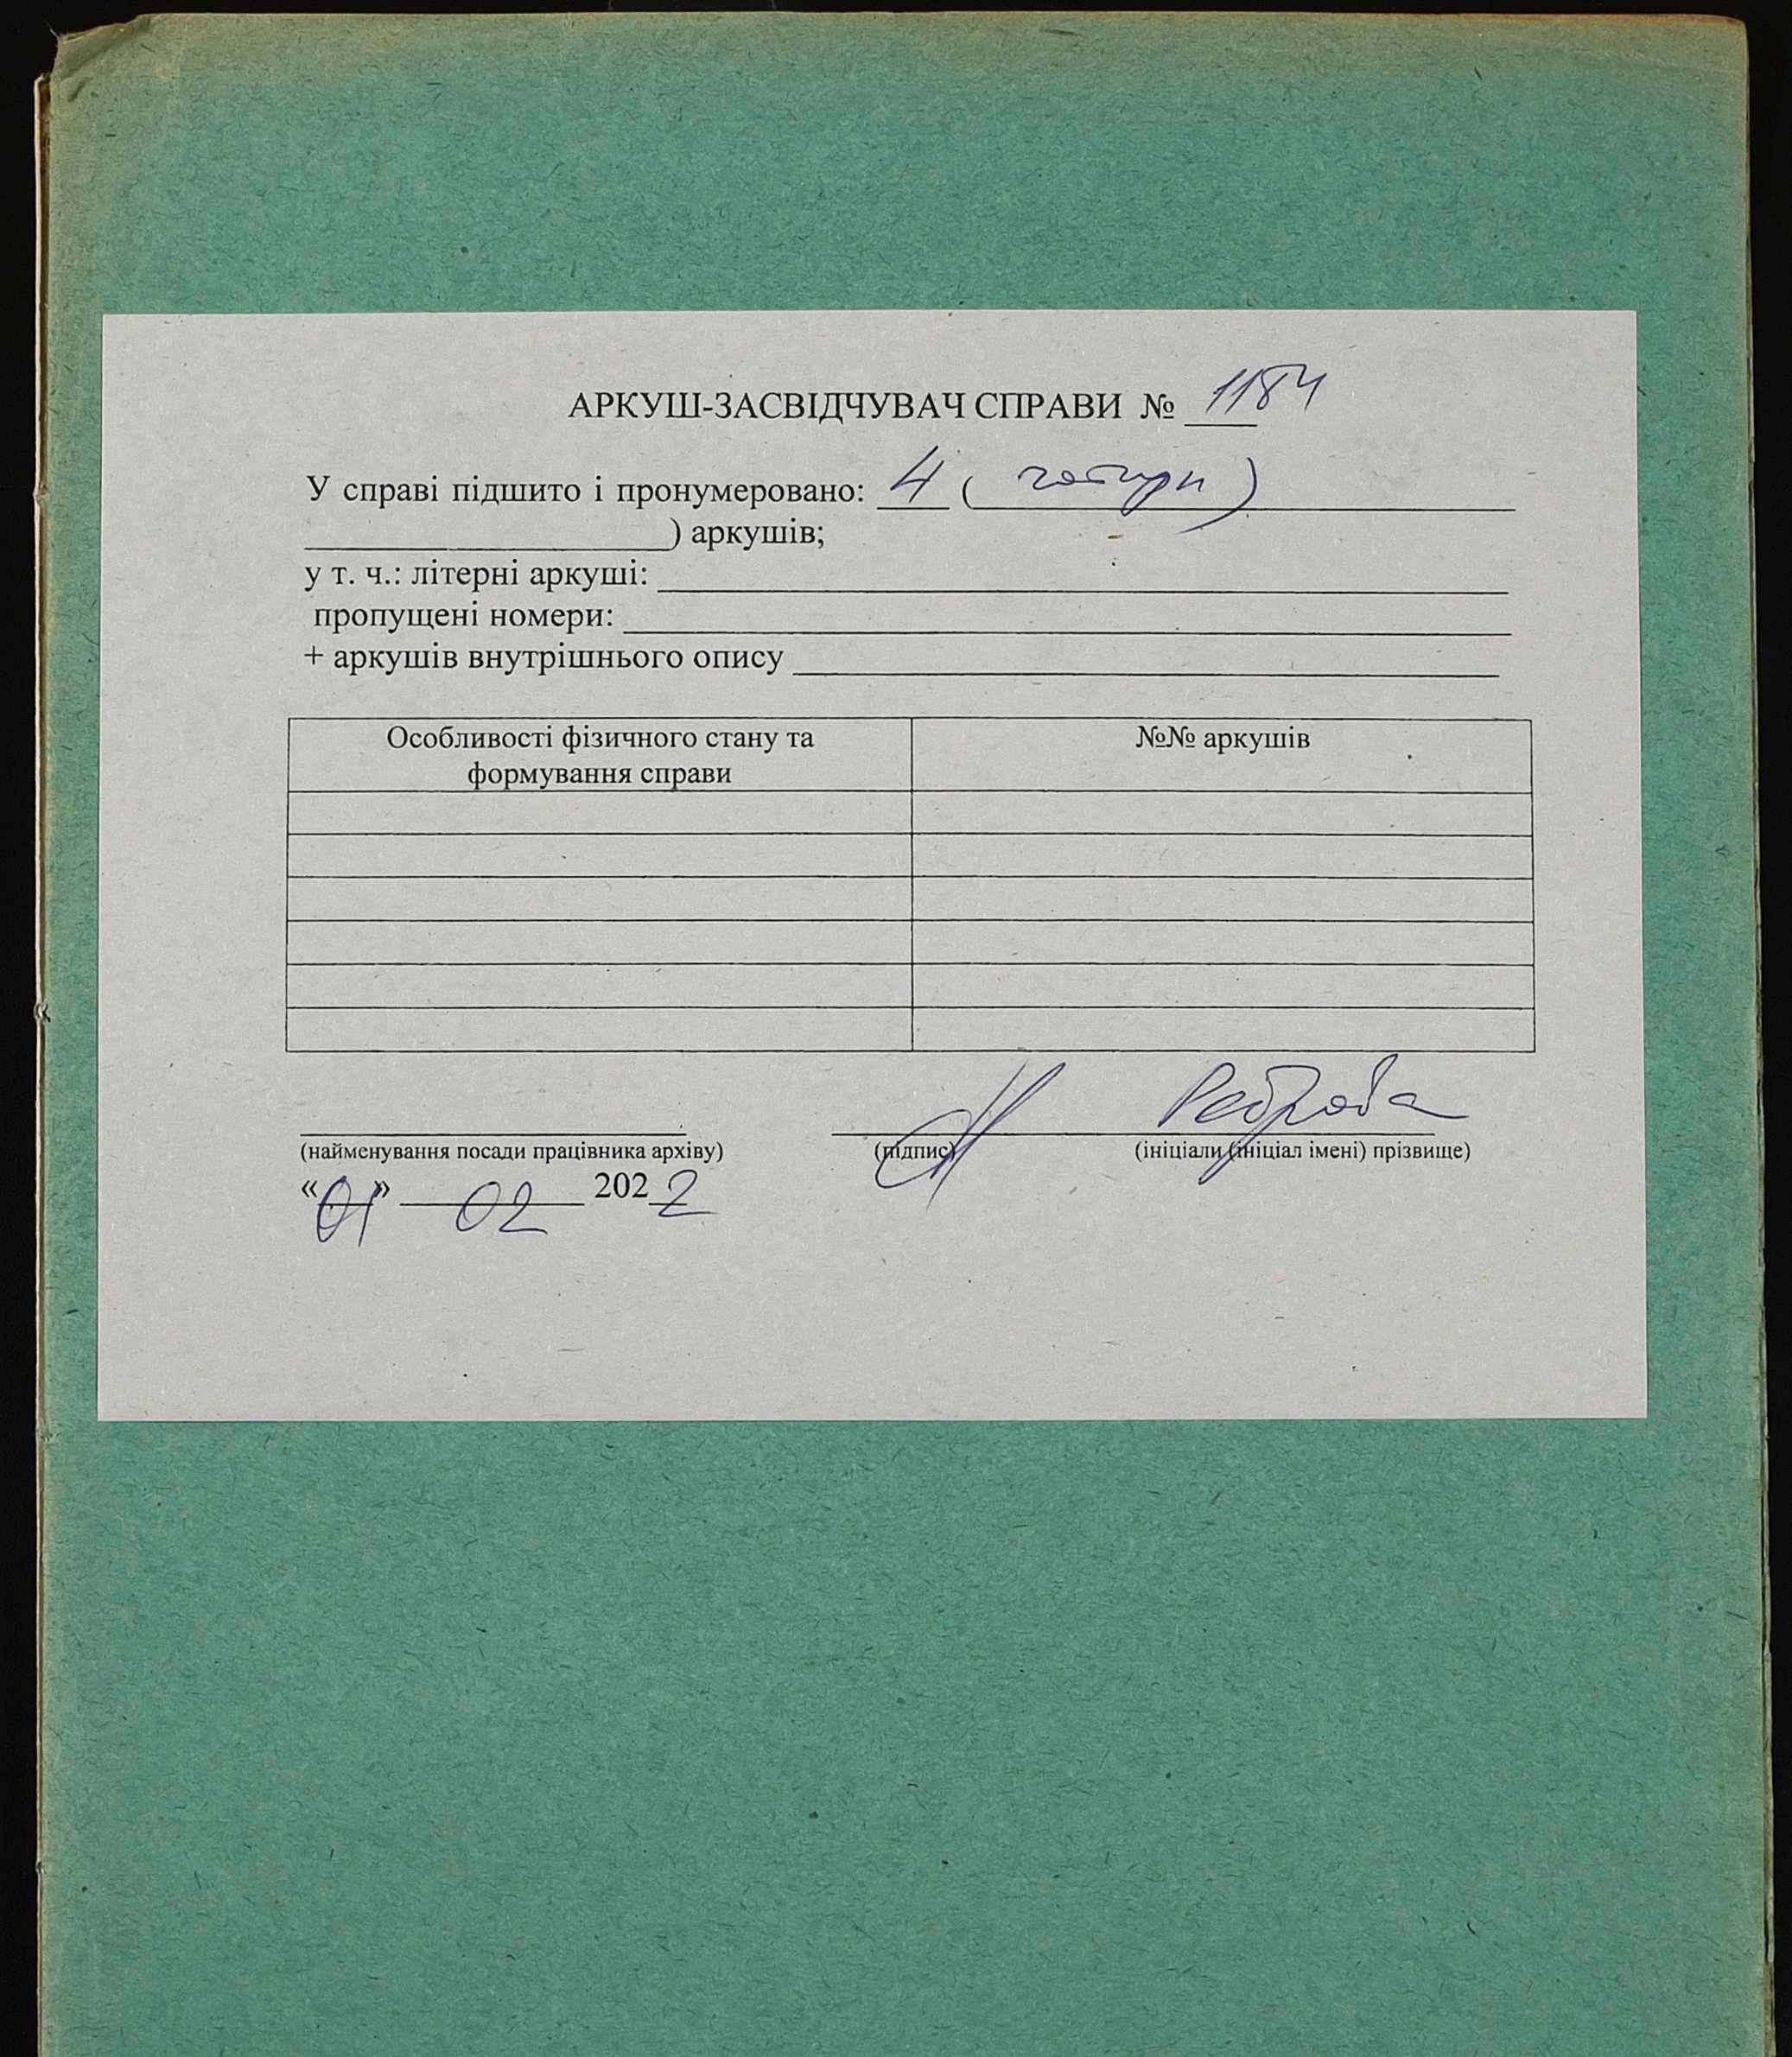 АРКУШ-ЗАСВІДЧУВАЧ СПРАВИ № 1184
У справі підшито і пронумеровано: 4 ( чотири )
) аркушів;
у т. ч.: літерні аркуші:
пропущені номери:
+ аркушів внутрішнього опису
Особливості фізичного стану та формування справи
№№ аркушів
Реброва
(найменування посади працівника архіву) (підпис) (ініціали (ініціал імені) прізвище)
«01» 02 2022